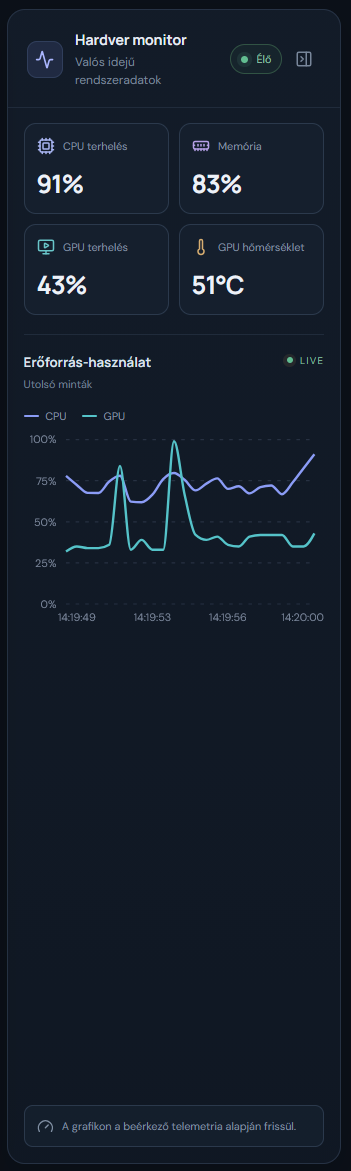 Hardver monitor
Valós idejű
rendszeradatok
Élő
CPU terhelés
91%
Memória
83%
GPU terhelés
43%
GPU hőmérséklet
51°C
Erőforrás-használat
LIVE
Utolsó minták
CPU
GPU
100%
75%
50%
25%
0%
14:19:49
14:19:53
14:19:56
14:20:00
A grafikon a beérkező telemetria alapján frissül.